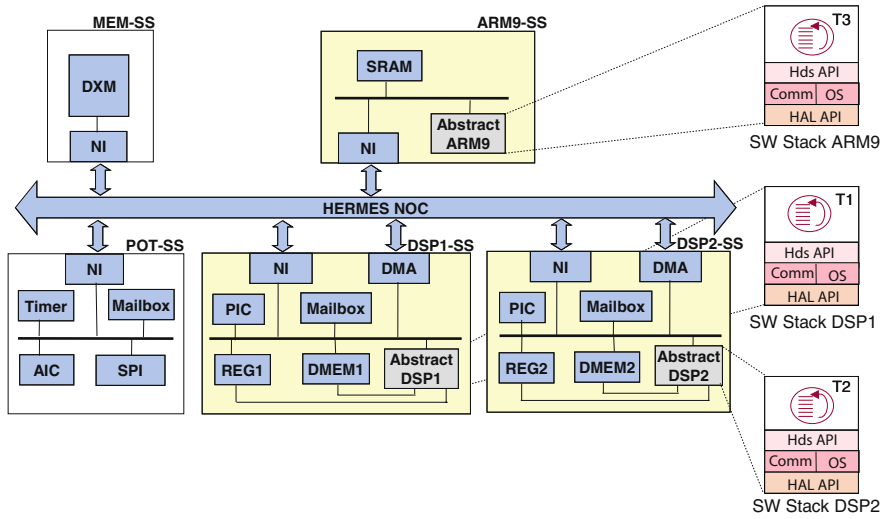 MEM-SS
DXM
NI
ARM9-SS
SRAM
Abstract
ARM9
NI
T3
Hds API
Comm
OS
HAL API
SW Stack ARM9
HERMES NOC
POT-SS
NI
Timer
Mailbox
AIC
SPI
DSP1-SS
NI
DMA
PIC
Mailbox
REG1
DMEM1
Abstract
DSP1
DSP2-SS
NI
DMA
PIC
Mailbox
REG2
DMEM2
Abstract
DSP2
T1
Hds API
Comm
OS
HAL API
SW Stack DSP1
T2
Hds API
Comm
OS
HAL API
SW Stack DSP2